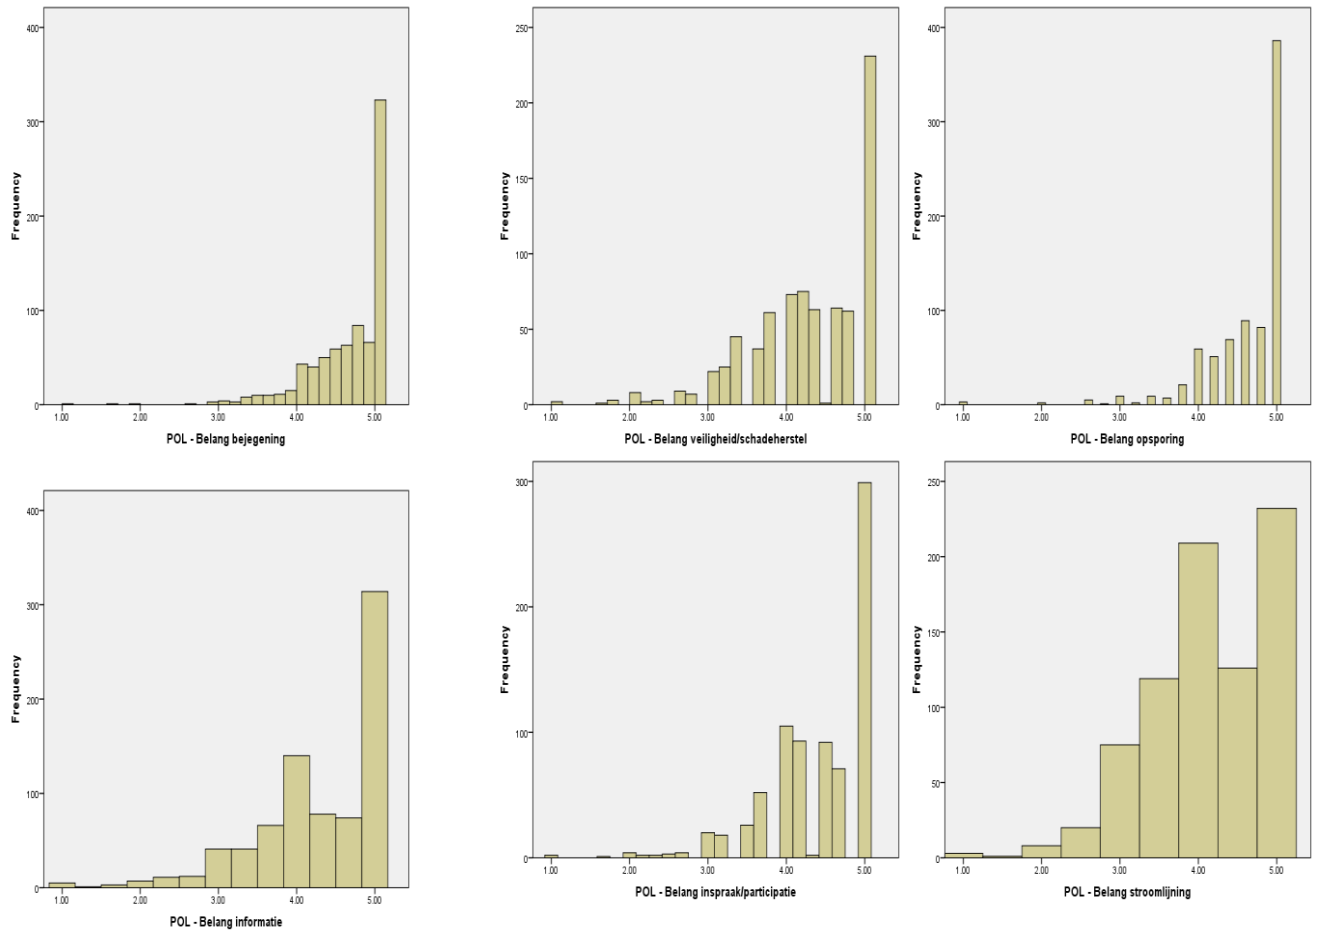 400
300
200
100
0
Frequency
1.00 2.00 3.00 4.00 5.00
POL - Belang bejegening
250
200
150
100
50
0
Frequency
1.00 2.00 3.00 4.00 5.00
POL - Belang veiligheid/schadeherstel
400
300
200
100
0
Frequency
1.00 2.00 3.00 4.00 5.00
POL - Belang opsporing
400
300
200
100
0
Frequency
1.00 2.00 3.00 4.00 5.00
POL - Belang informatie
300
200
100
0
Frequency
1.00 2.00 3.00 4.00 5.00
POL - Belang inspraak/participatie
250
200
150
100
50
0
Frequency
1.00 2.00 3.00 4.00 5.00
POL - Belang stroomlijning